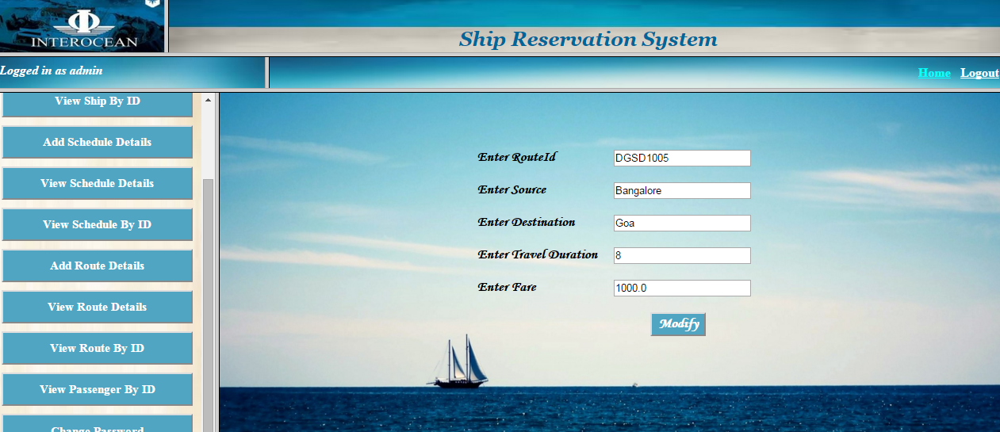 INTEROCEAN
Ship Reservation System
Logged in as admin
Home Logout
View Ship By ID
Add Schedule Details
View Schedule Details
View Schedule By ID
Add Route Details
View Route Details
View Route By ID
View Passenger By ID
Change Password
Enter RouteId DGSD1005
Enter Source Bangalore
Enter Destination Goa
Enter Travel Duration 8
Enter Fare 1000.0
Modify